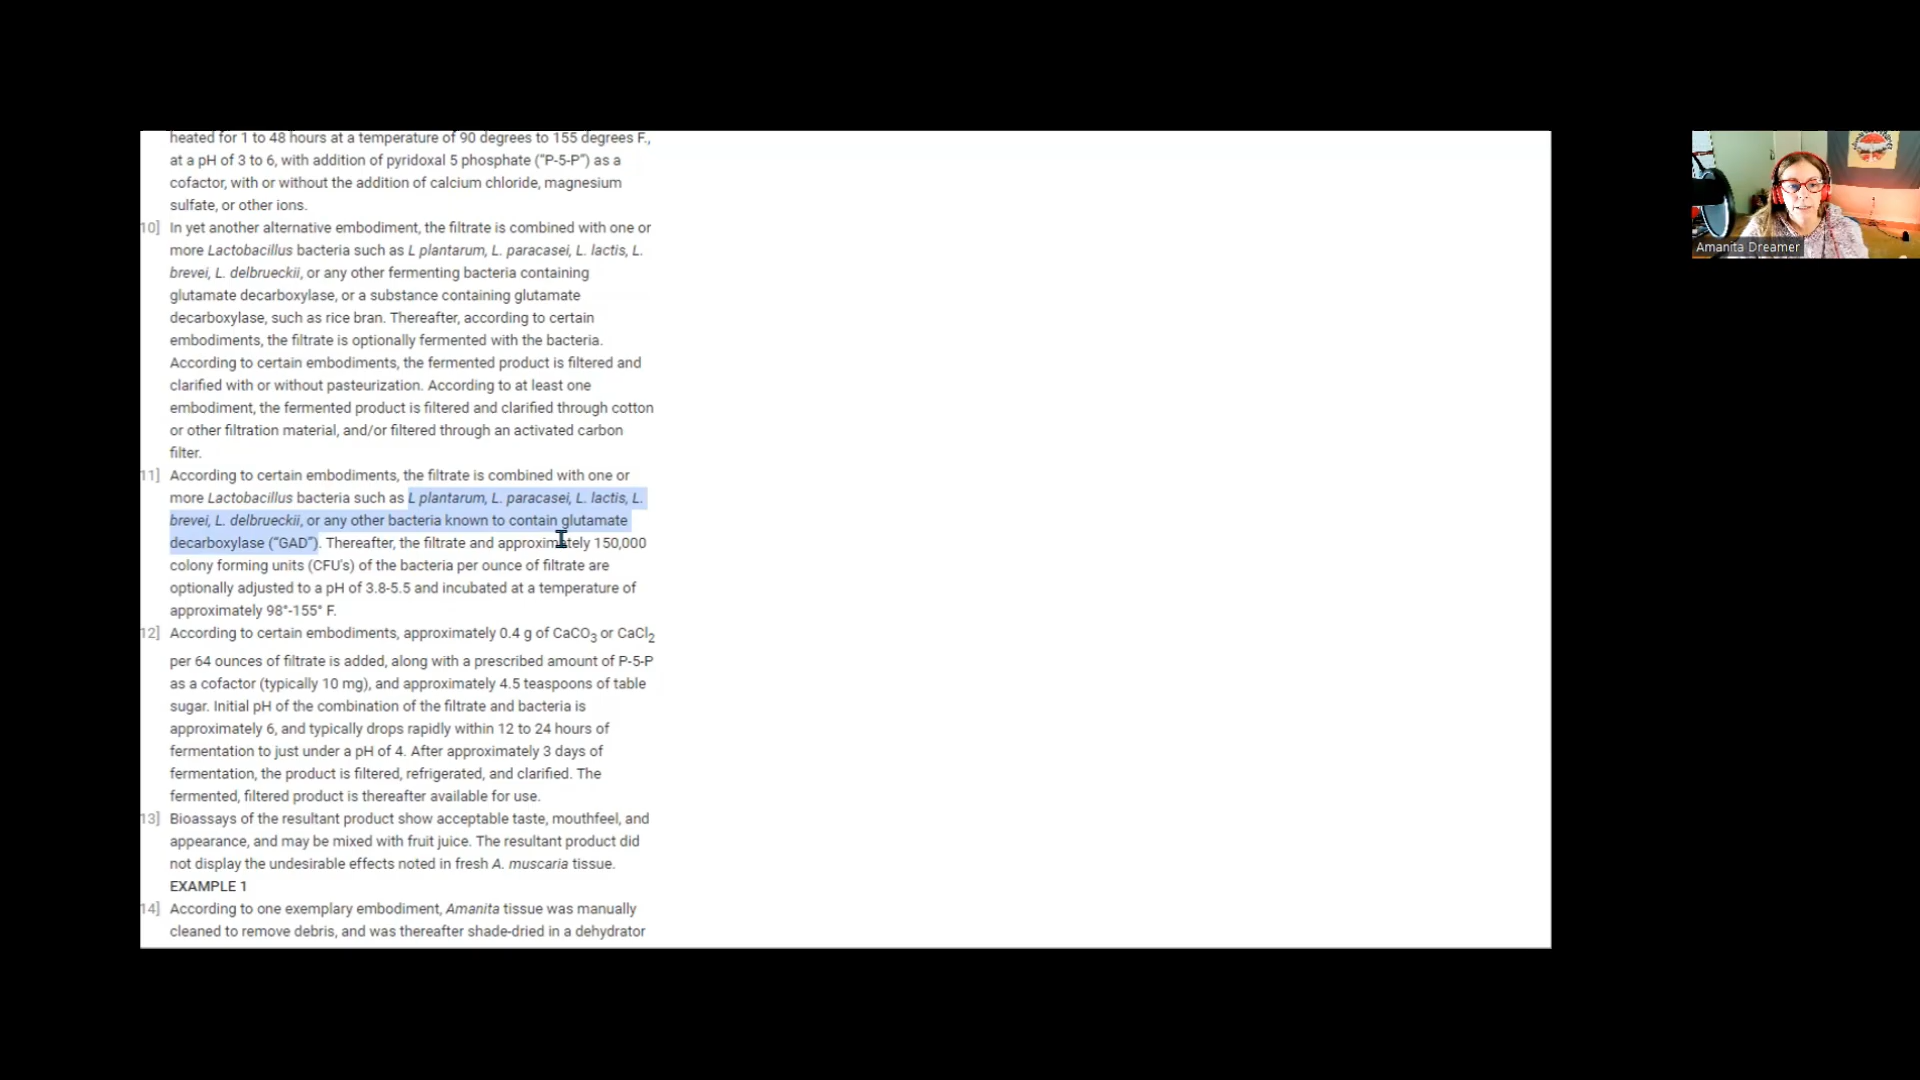 heated for 1 to 48 hours at a temperature of 90 degrees to 155 degrees F.,
at a pH of 3 to 6, with addition of pyridoxal 5 phosphate (“P-5-P”) as a
cofactor, with or without the addition of calcium chloride, magnesium
sulfate, or other ions.
10] In yet another alternative embodiment, the filtrate is combined with one or
more Lactobacillus bacteria such as L plantarum, L. paracasei, L. lactis, L.
brevei, L. delbrueckii, or any other fermenting bacteria containing
glutamate decarboxylase, or a substance containing glutamate
decarboxylase, such as rice bran. Thereafter, according to certain
embodiments, the filtrate is optionally fermented with the bacteria.
According to certain embodiments, the fermented product is filtered and
clarified with or without pasteurization. According to at least one
embodiment, the fermented product is filtered and clarified through cotton
or other filtration material, and/or filtered through an activated carbon
filter.
11] According to certain embodiments, the filtrate is combined with one or
more Lactobacillus bacteria such as L plantarum, L. paracasei, L. lactis, L.
brevei, L. delbrueckii, or any other bacteria known to contain glutamate
decarboxylase (“GAD”). Thereafter, the filtrate and approximately 150,000
colony forming units (CFU's) of the bacteria per ounce of filtrate are
optionally adjusted to a pH of 3.8-5.5 and incubated at a temperature of
approximately 98°-155° F.
12] According to certain embodiments, approximately 0.4 g of CaCO3 or CaCl2
per 64 ounces of filtrate is added, along with a prescribed amount of P-5-P
as a cofactor (typically 10 mg), and approximately 4.5 teaspoons of table
sugar. Initial pH of the combination of the filtrate and bacteria is
approximately 6, and typically drops rapidly within 12 to 24 hours of
fermentation to just under a pH of 4. After approximately 3 days of
fermentation, the product is filtered, refrigerated, and clarified. The
fermented, filtered product is thereafter available for use.
13] Bioassays of the resultant product show acceptable taste, mouthfeel, and
appearance, and may be mixed with fruit juice. The resultant product did
not display the undesirable effects noted in fresh A. muscaria tissue.
EXAMPLE 1
14] According to one exemplary embodiment, Amanita tissue was manually
cleaned to remove debris, and was thereafter shade-dried in a dehydrator
Amanita Dreamer